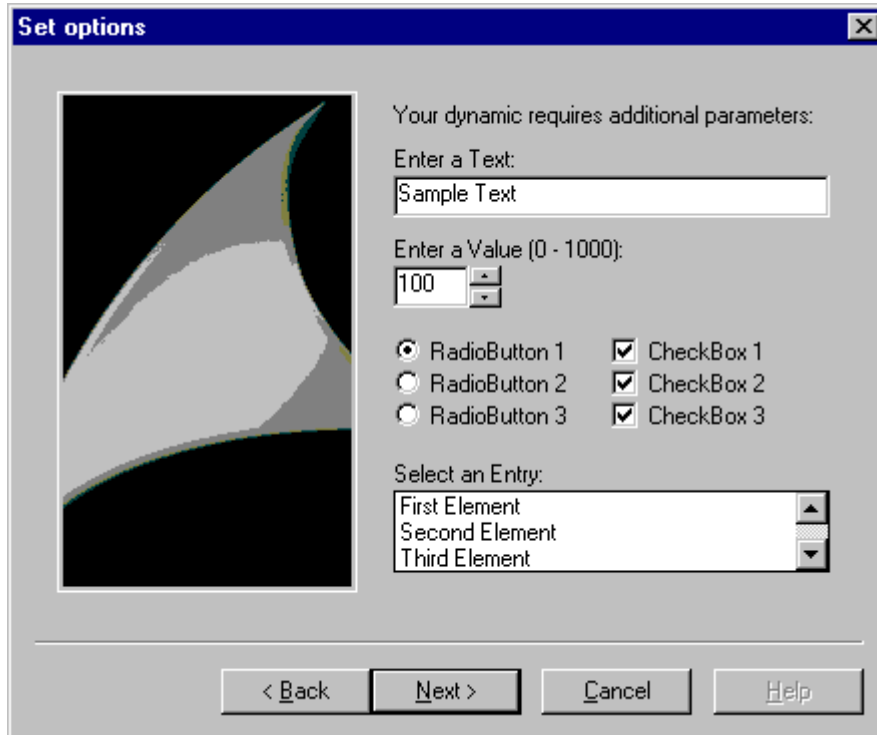 Set options
Your dynamic requires additional parameters:
Enter a Text:
Sample Text
Enter a Value (0 - 1000):
100
RadioButton 1 CheckBox 1
RadioButton 2 CheckBox 2
RadioButton 3 CheckBox 3
Select an Entry:
First Element
Second Element
Third Element
< Back Next > Cancel Help